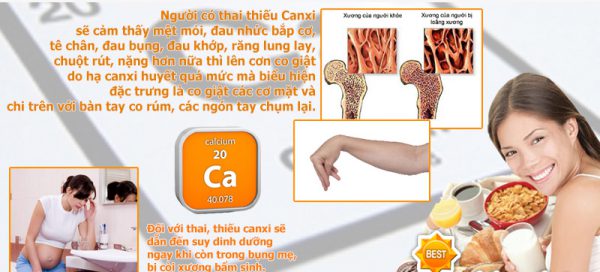 Người có thai thiếu Canxi
sẽ cảm thấy mệt mỏi, đau nhức bắp cơ,
tê chân, đau bụng, đau khớp, răng lung lay,
chuột rút, nặng hơn nữa thì lên cơn co giật
do hạ canxi huyết quá mức mà biểu hiện
đặc trưng là co giật các cơ mặt và
chi trên với bàn tay co rúm, các ngón tay chụm lại.
Xương của người khỏe
Xương của người bị
loãng xương
calcium
20
Ca
40.078
Đối với thai, thiếu canxi sẽ
dẫn đến suy dinh dưỡng
ngay khi còn trong bụng mẹ,
bị còi xương bẩm sinh.
BEST